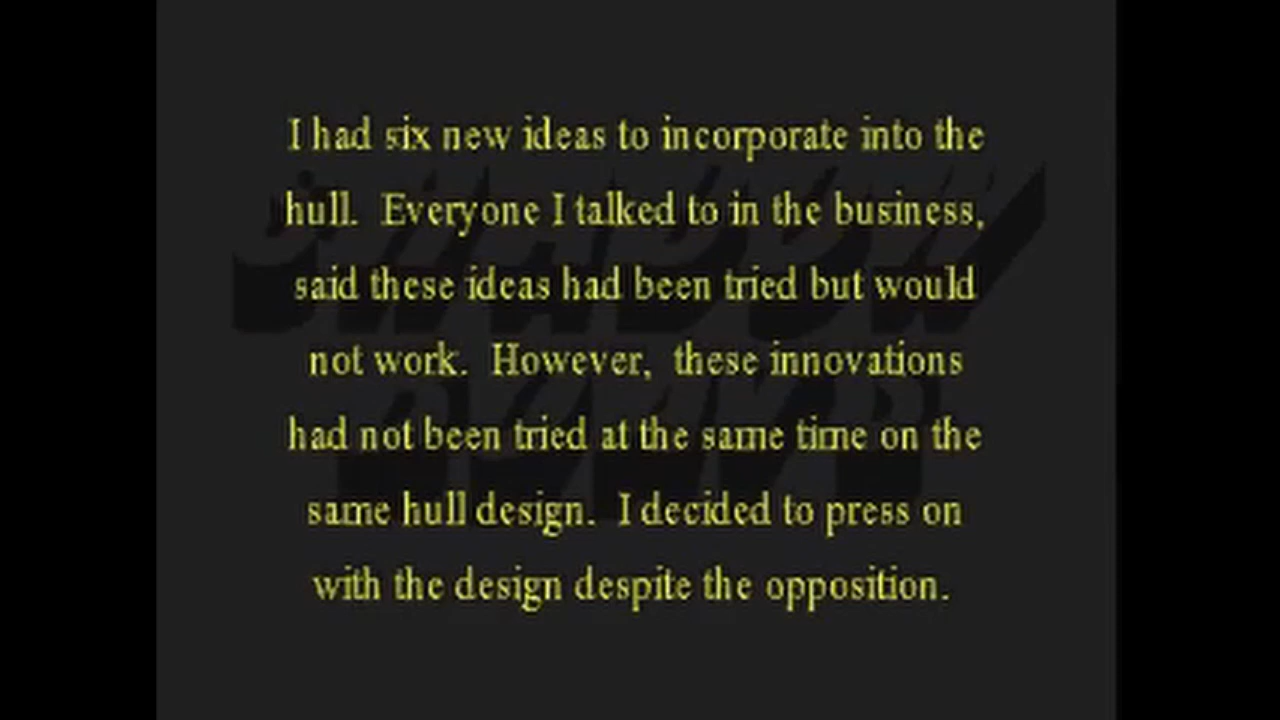 I had six new ideas to incorporate into the
hull.  Everyone I talked to in the business,
said these ideas had been tried but would
not work.  However,  these innovations
had not been tried at the same time on the
same hull design.  I decided to press on
with the design despite the opposition.